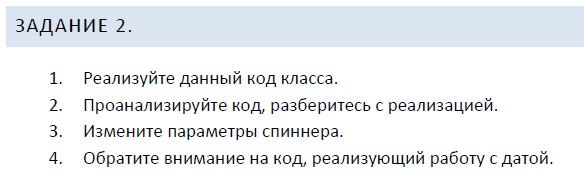 ЗАДАНИЕ 2.
1. Реализуйте данный код класса.
2. Проанализируйте код, разберитесь с реализацией.
3. Измените параметры спиннера.
4. Обратите внимание на код, реализующий работу с датой.